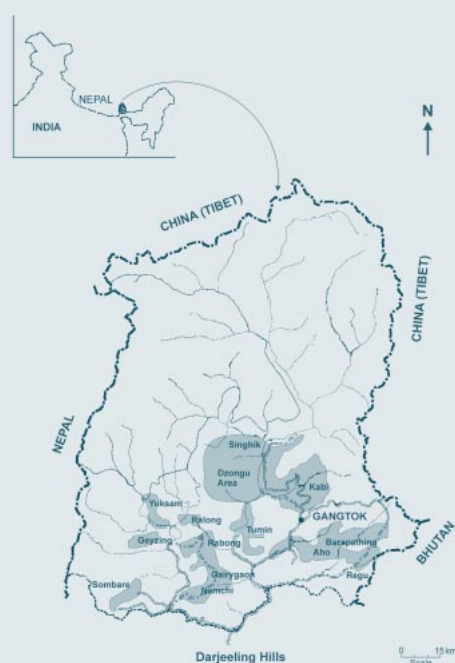 NEPAL
INDIA
N
CHINA (TIBET)
CHINA (TIBET)
NEPAL
Singhik
Dzongu
Area
Kabi
Yuksam
Ralong
Tumin
GANGTOK
Geyzing
Rabong
Barapathing
Aho
BHUTAN
Regu
Sombare
Namchi
Darjeeling Hills
0 15 km
Scale